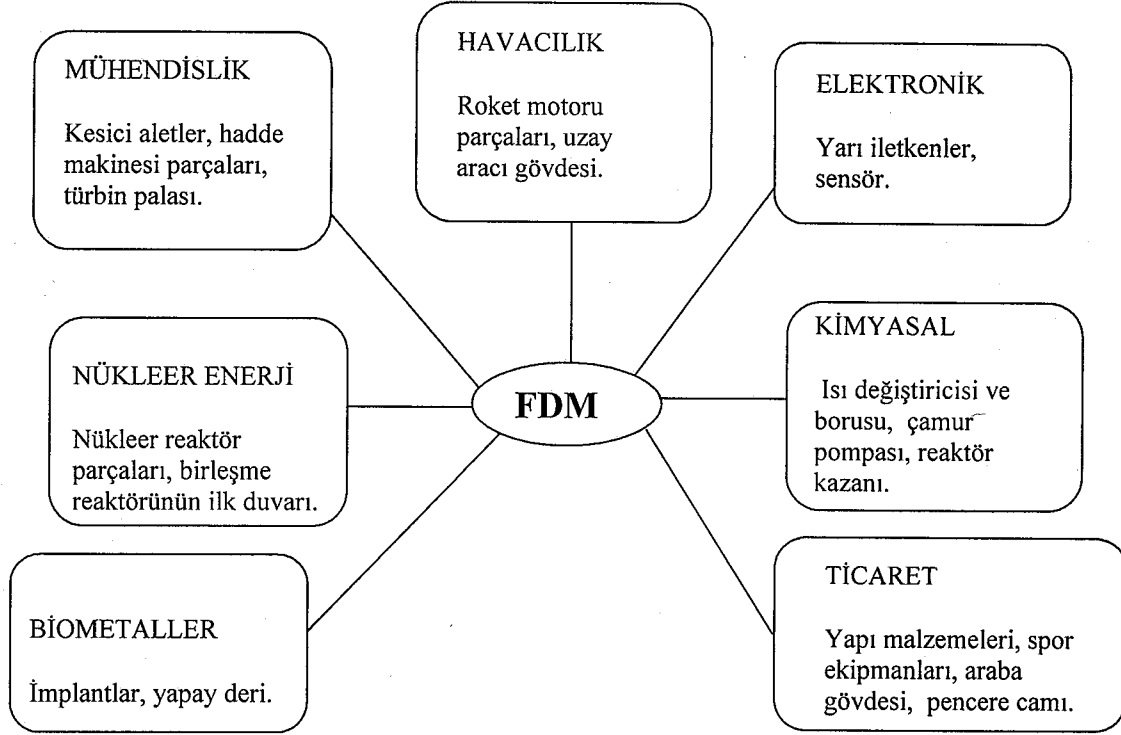 MÜHENDİSLİK
Kesici aletler, hadde
makinesi parçaları,
türbin palası.
HAVACILIK
Roket motoru
parçaları, uzay
aracı gövdesi.
ELEKTRONİK
Yarı iletkenler,
sensör.
NÜKLEER ENERJİ
Nükleer reaktör
parçaları, birleşme
reaktörünün ilk duvarı.
FDM
KİMYASAL
Isı değiştiricisi ve
borusu, çamur
pompası, reaktör
kazanı.
BİOMETALLER
İmplantlar, yapay deri.
TİCARET
Yapı malzemeleri, spor
ekipmanları, araba
gövdesi, pencere camı.